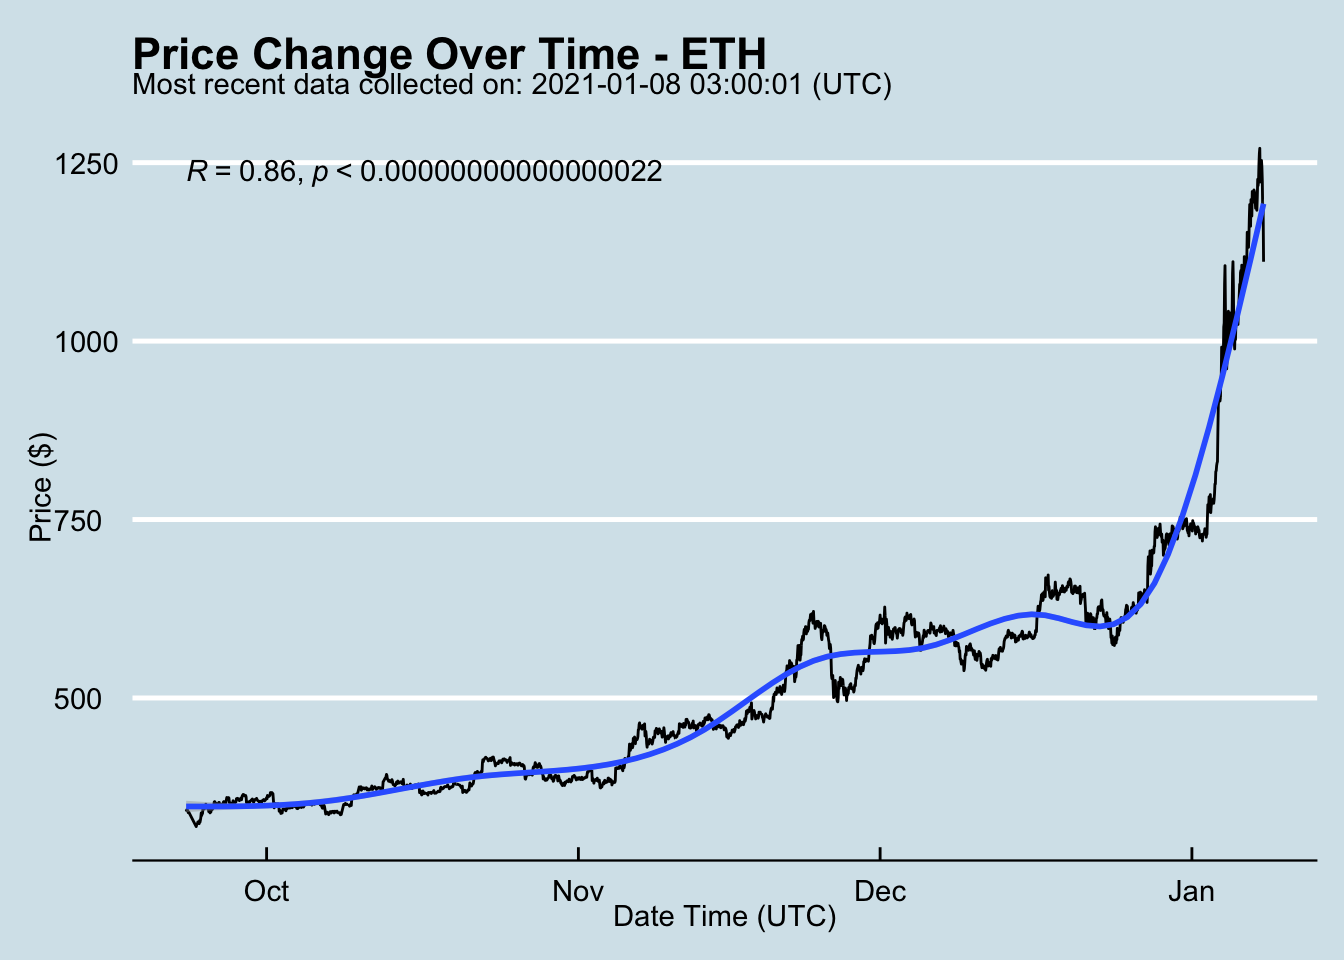 Price Change Over Time - ETH
Most recent data collected on: 2021-01-08 03:00:01 (UTC)
R = 0.86, p < 0.00000000000000022
1250
1000
750
500
Price ($)
Oct Nov Dec Jan
Date Time (UTC)